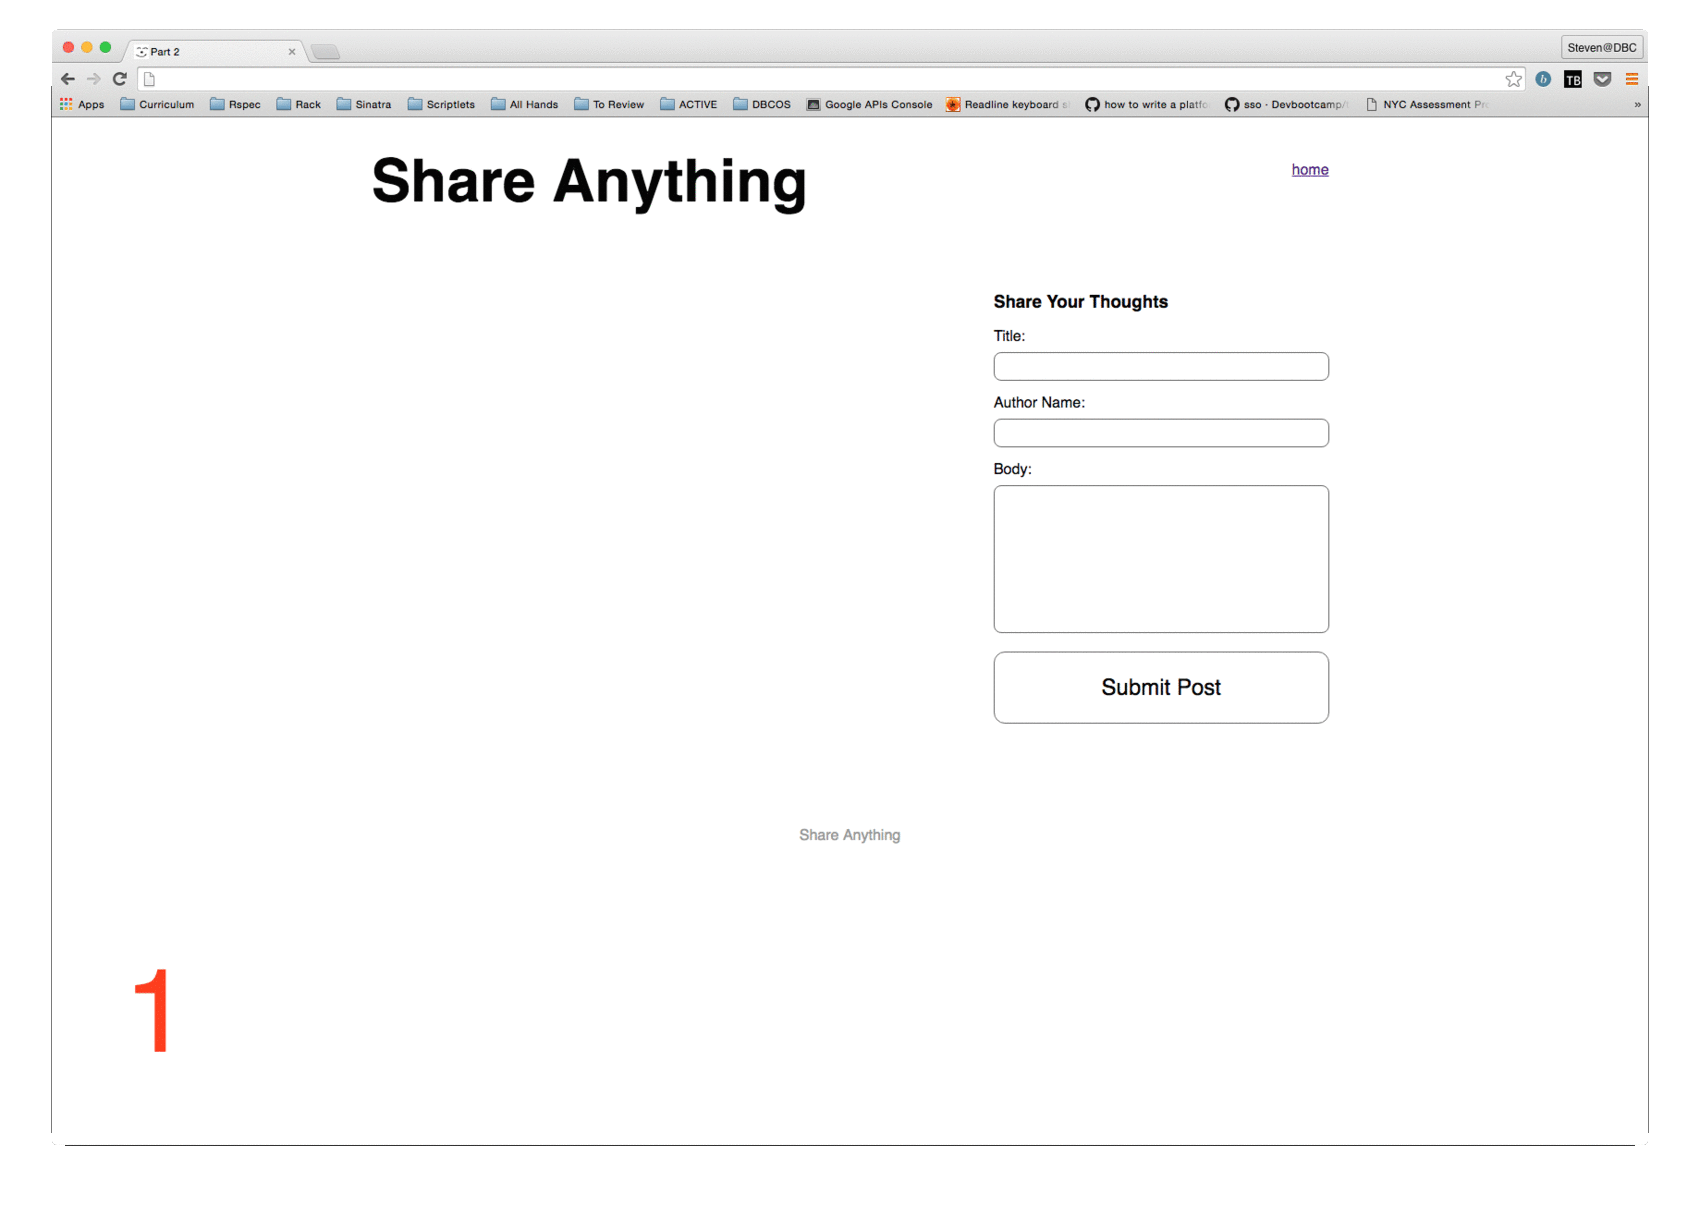 Part 2
Steven@DBC
TB
Apps Curriculum Rspec Rack Sinatra Scriptlets All Hands To Review ACTIVE DBCOS Google APIs Console Readline keyboard how to write a sso · Devbootcamp/ NYC Assessment »
Share Anything
home
Share Your Thoughts
Title:
Author Name:
Body:
Submit Post
Share Anything
1